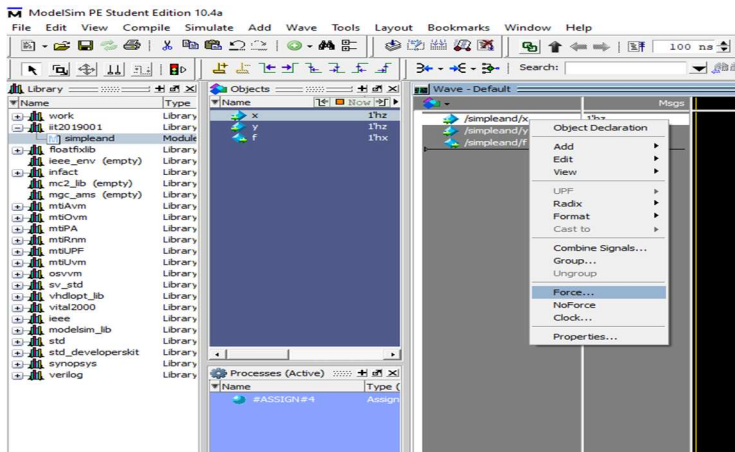 ModelSim PE Student Edition 10.4a
File Edit View Compile Simulate Add Wave Tools Layout Bookmarks Window Help
100 ns
Search:
Library
Name Type
work Library
iit2019001 Library
simpleand Module
floatfixlib Library
ieee_env (empty) Library
infact Library
mc2_lib (empty) Library
mgc_ams (empty) Library
mtiAvm Library
mtiOvm Library
mtiPA Library
mtiRnm Library
mtiUPF Library
mtiUvm Library
osvvm Library
sv_std Library
vhdlopt_lib Library
vital2000 Library
ieee Library
modelsim_lib Library
std Library
std_developerskit Library
synopsys Library
verilog Library
Objects
Name Now
x 1'hz
y 1'hz
f 1'hx
Processes (Active)
Name Type (
#ASSIGN#4 Assign
Wave - Default
Msgs
/simpleand/x 1'hz
/simpleand/y
/simpleand/f
Object Declaration
Add
Edit
View
UPF
Radix
Format
Cast to
Combine Signals...
Group...
Ungroup
Force...
NoForce
Clock...
Properties...